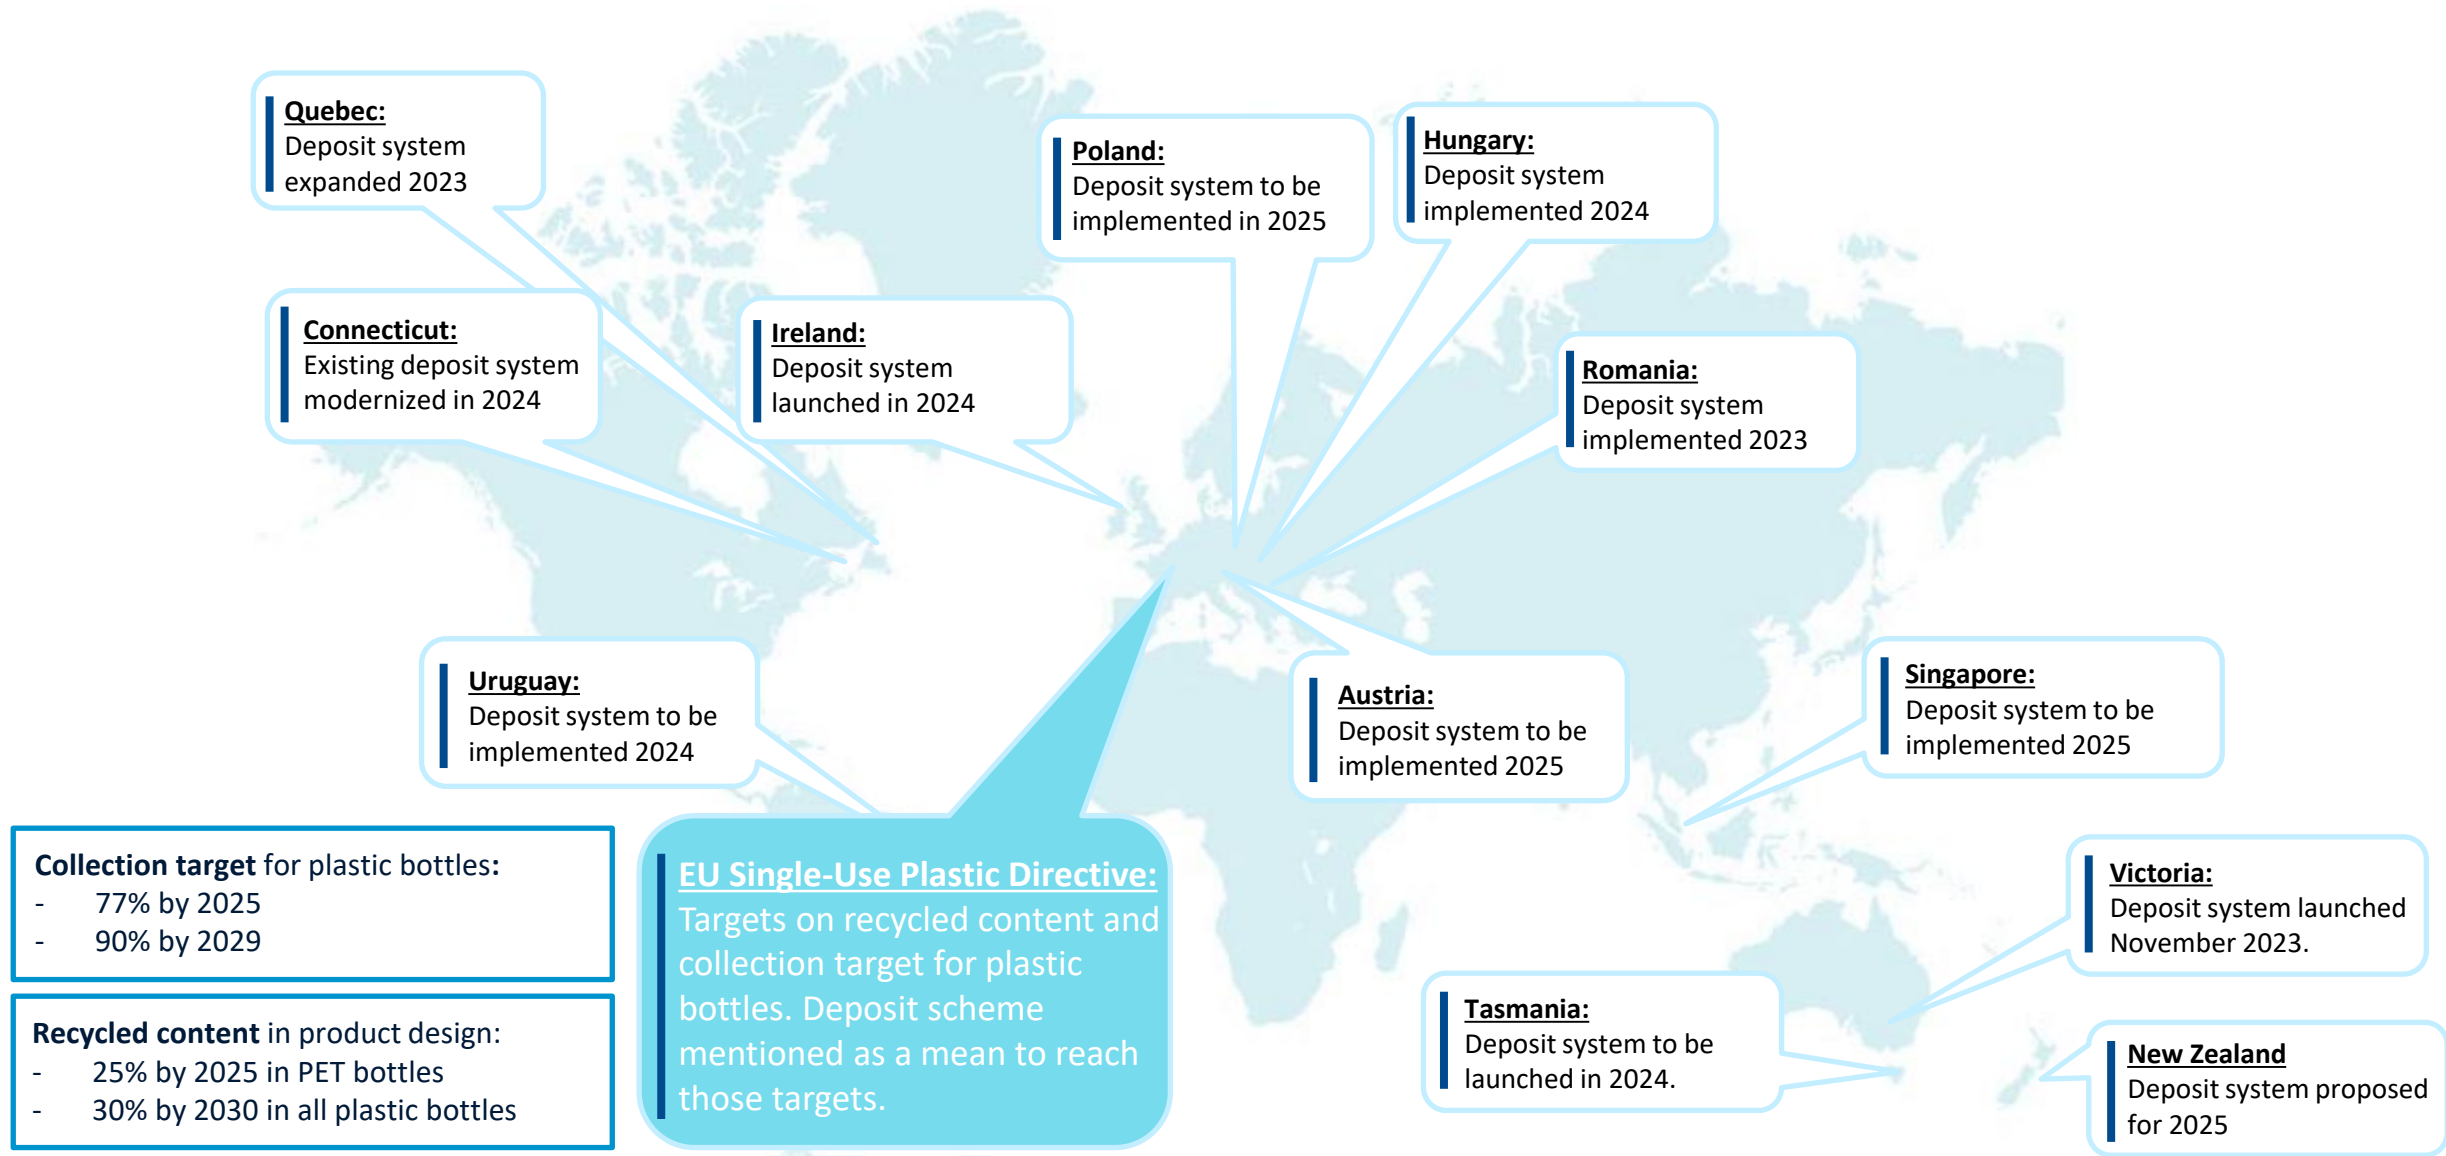 Quebec:
Deposit system
expanded 2023
Poland:
Deposit system to be
implemented in 2025
Hungary:
Deposit system
implemented 2024
Connecticut:
Existing deposit system
modernized in 2024
Ireland:
Deposit system
launched in 2024
Romania:
Deposit system
implemented 2023
Uruguay:
Deposit system to be
implemented 2024
Austria:
Deposit system to be
implemented 2025
Singapore:
Deposit system to be
implemented 2025
Collection target for plastic bottles:
- 77% by 2025
- 90% by 2029
Recycled content in product design:
- 25% by 2025 in PET bottles
- 30% by 2030 in all plastic bottles
EU Single-Use Plastic Directive:
Targets on recycled content and
collection target for plastic
bottles. Deposit scheme
mentioned as a mean to reach
those targets.
Victoria:
Deposit system launched
November 2023.
Tasmania:
Deposit system to be
launched in 2024.
New Zealand
Deposit system proposed
for 2025